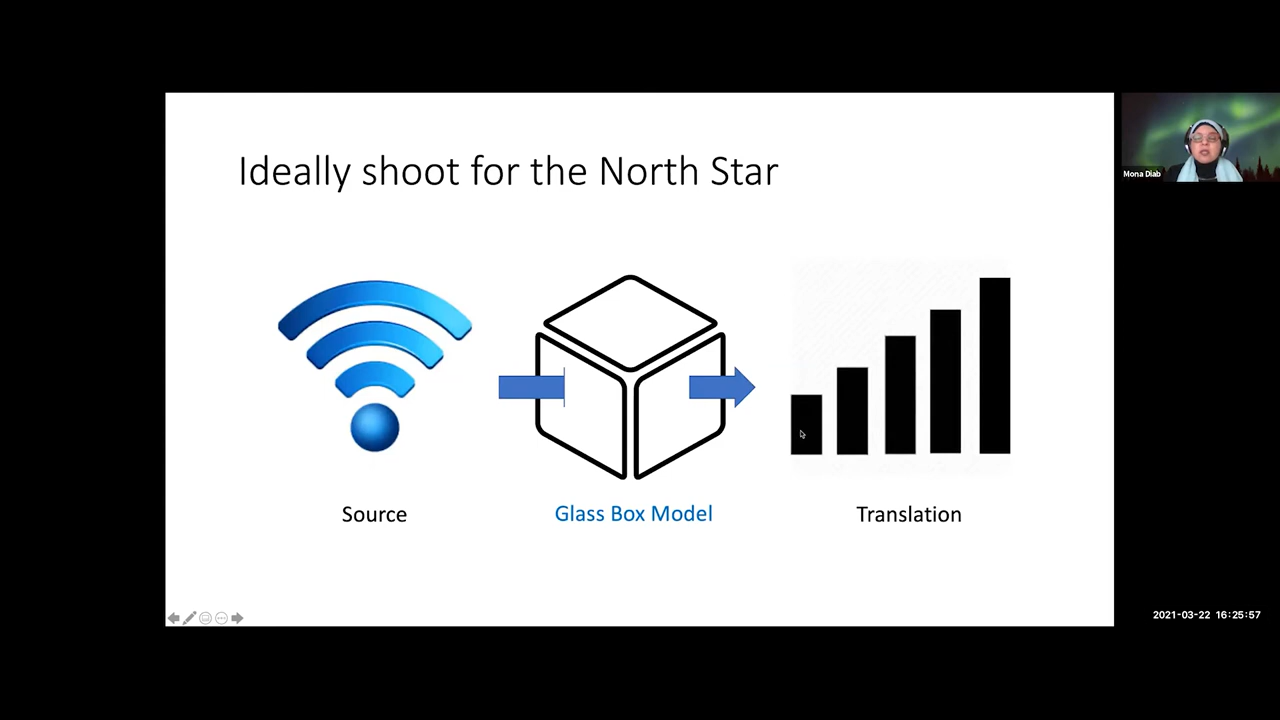 Ideally shoot for the North Star
Source
Glass Box Model
Translation
Mona Diab
2021-03-22 16:25:57